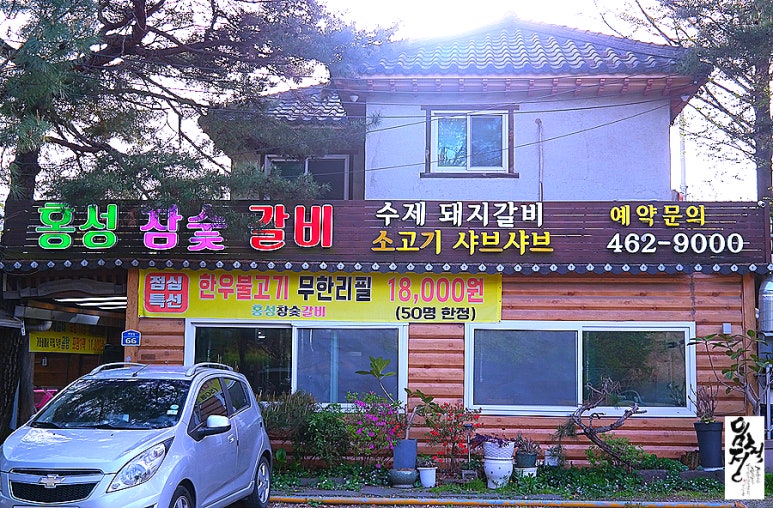 홍성 참숯 갈비
수제 돼지갈비
소고기 샤브샤브
예약문의
462-9000
점심
특선
한우불고기 무한리필 18,000원
홍성참숯갈비
(50명 한정)
66